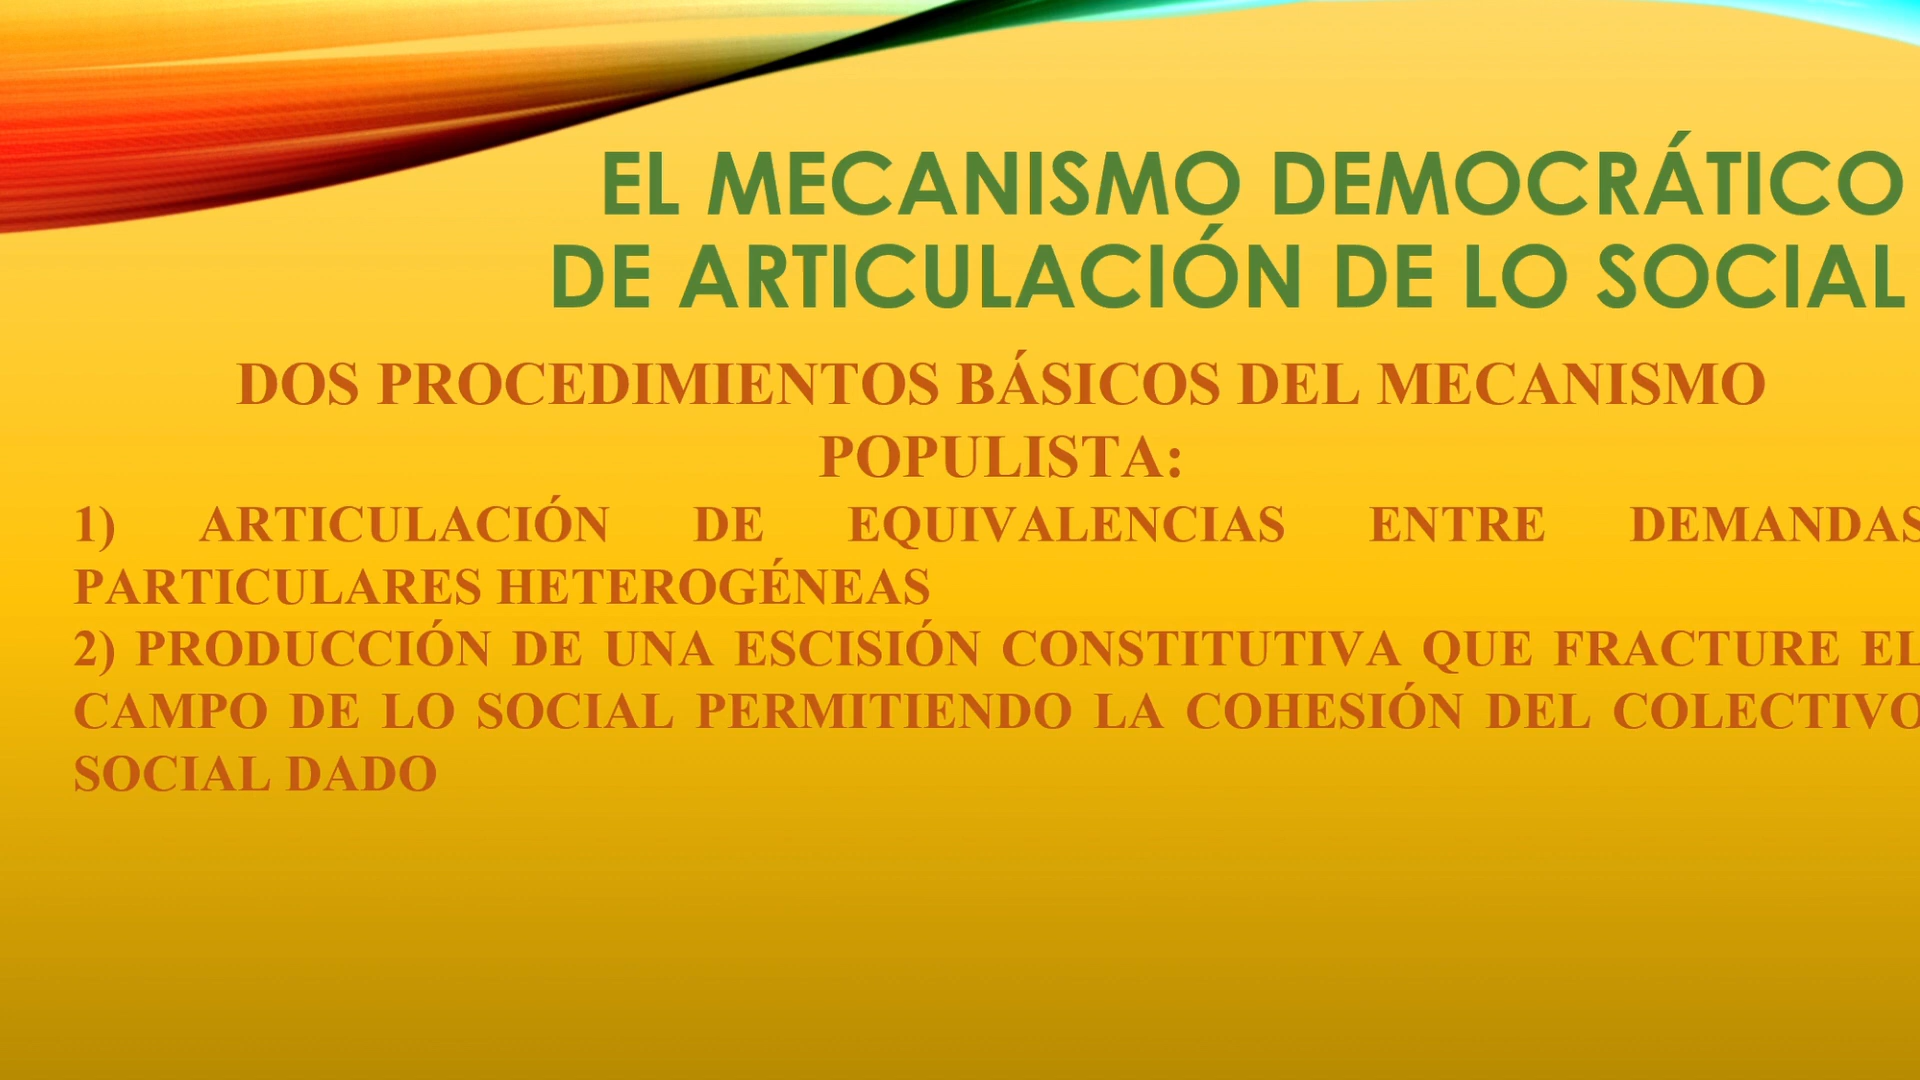 EL MECANISMO DEMOCRÁTICO
DE ARTICULACIÓN DE LO SOCIAL
DOS PROCEDIMIENTOS BÁSICOS DEL MECANISMO
POPULISTA:
1) ARTICULACIÓN DE EQUIVALENCIAS ENTRE DEMANDAS
PARTICULARES HETEROGÉNEAS
2) PRODUCCIÓN DE UNA ESCISIÓN CONSTITUTIVA QUE FRACTURE EL
CAMPO DE LO SOCIAL PERMITIENDO LA COHESIÓN DEL COLECTIVO
SOCIAL DADO